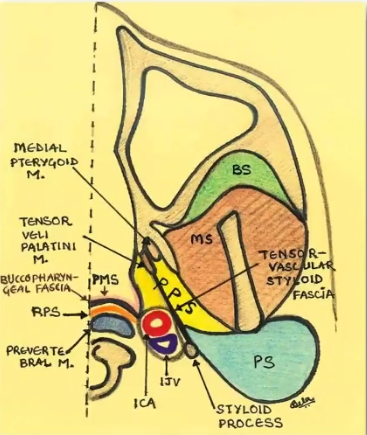 BS
MEDIAL
PTERYGOID
M.
MS
TENSOR
VELI
PALATINI
M.
TENSOR-
VASCULAR
STYLOID
FASCIA
PPS
BUCCOPHARYN-
GEAL FASCIA
PMS
RPS
PREVERTE
BRAL M.
PS
IJV
ICA
STYLOID
PROCESS